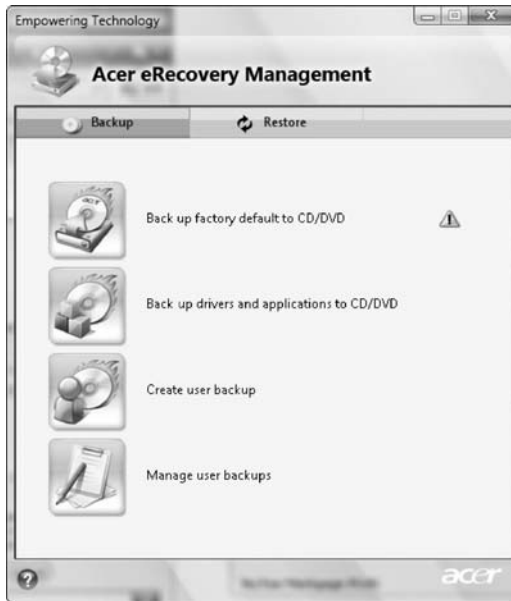 Empowering Technology
Acer eRecovery Management
Backup
Restore
Back up factory default to CD/DVD
Back up drivers and applications to CD/DVD
Create user backup
Manage user backups
acer